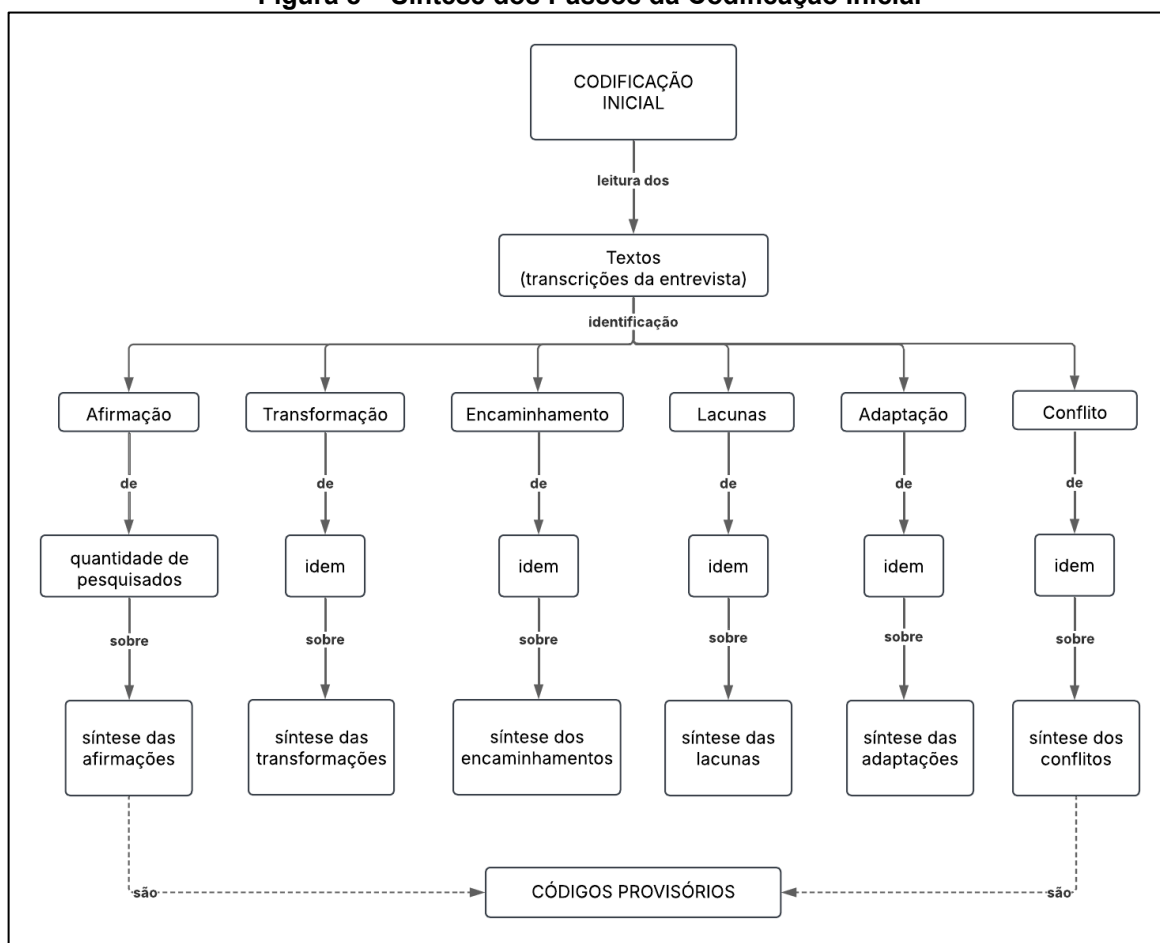 Síntese dos Passos da Codificação Inicial
CODIFICAÇÃO
INICIAL
leitura dos
Textos
(transcrições da entrevista)
identificação
Afirmação
Transformação
Encaminhamento
Lacunas
Adaptação
Conflito
de
de
de
de
de
de
quantidade de
pesquisados
idem
idem
idem
idem
idem
sobre
sobre
sobre
sobre
sobre
sobre
síntese das
afirmações
síntese das
transformações
síntese dos
encaminhamentos
síntese das
lacunas
síntese das
adaptações
síntese dos
conflitos
são
CÓDIGOS PROVISÓRIOS
são